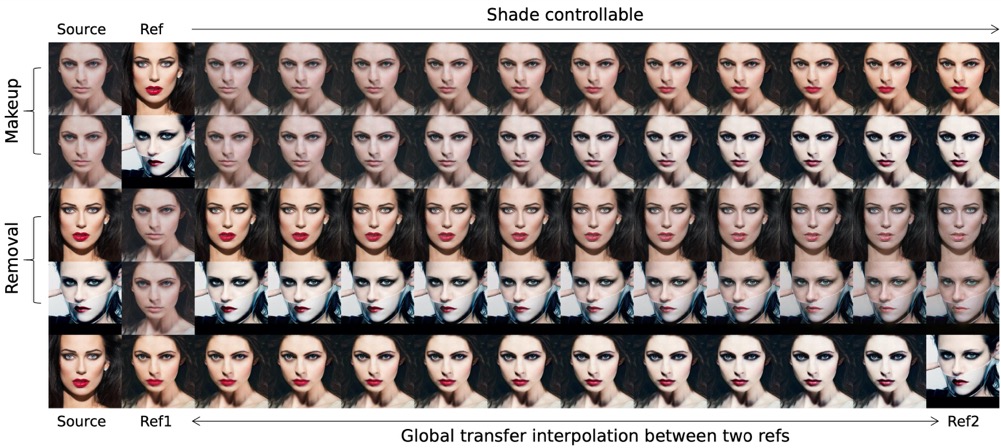 Shade controllable
Source Ref
Makeup
Removal
Source Ref1 Ref2
Global transfer interpolation between two refs